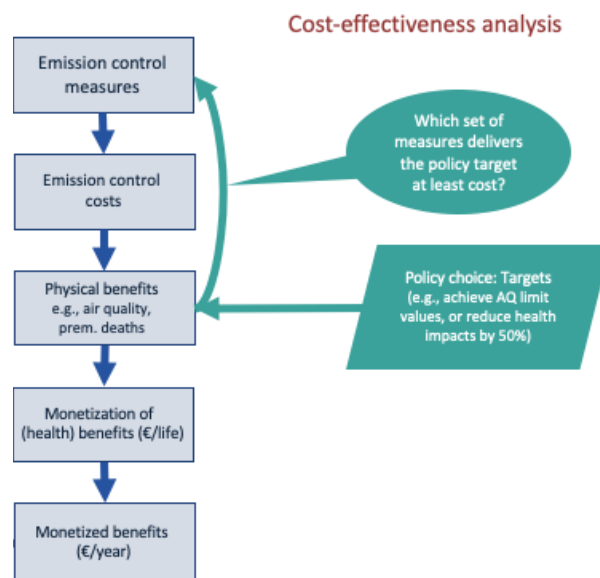 Cost-effectiveness analysis
Emission control
measures
Which set of
measures delivers
the policy target
at least cost?
Emission control
costs
Policy choice: Targets
(e.g., achieve AQ limit
values, or reduce health
impacts by 50%)
Physical benefits
e.g., air quality,
prem. deaths
Monetization of
(health) benefits (€/life)
Monetized benefits
(€/year)